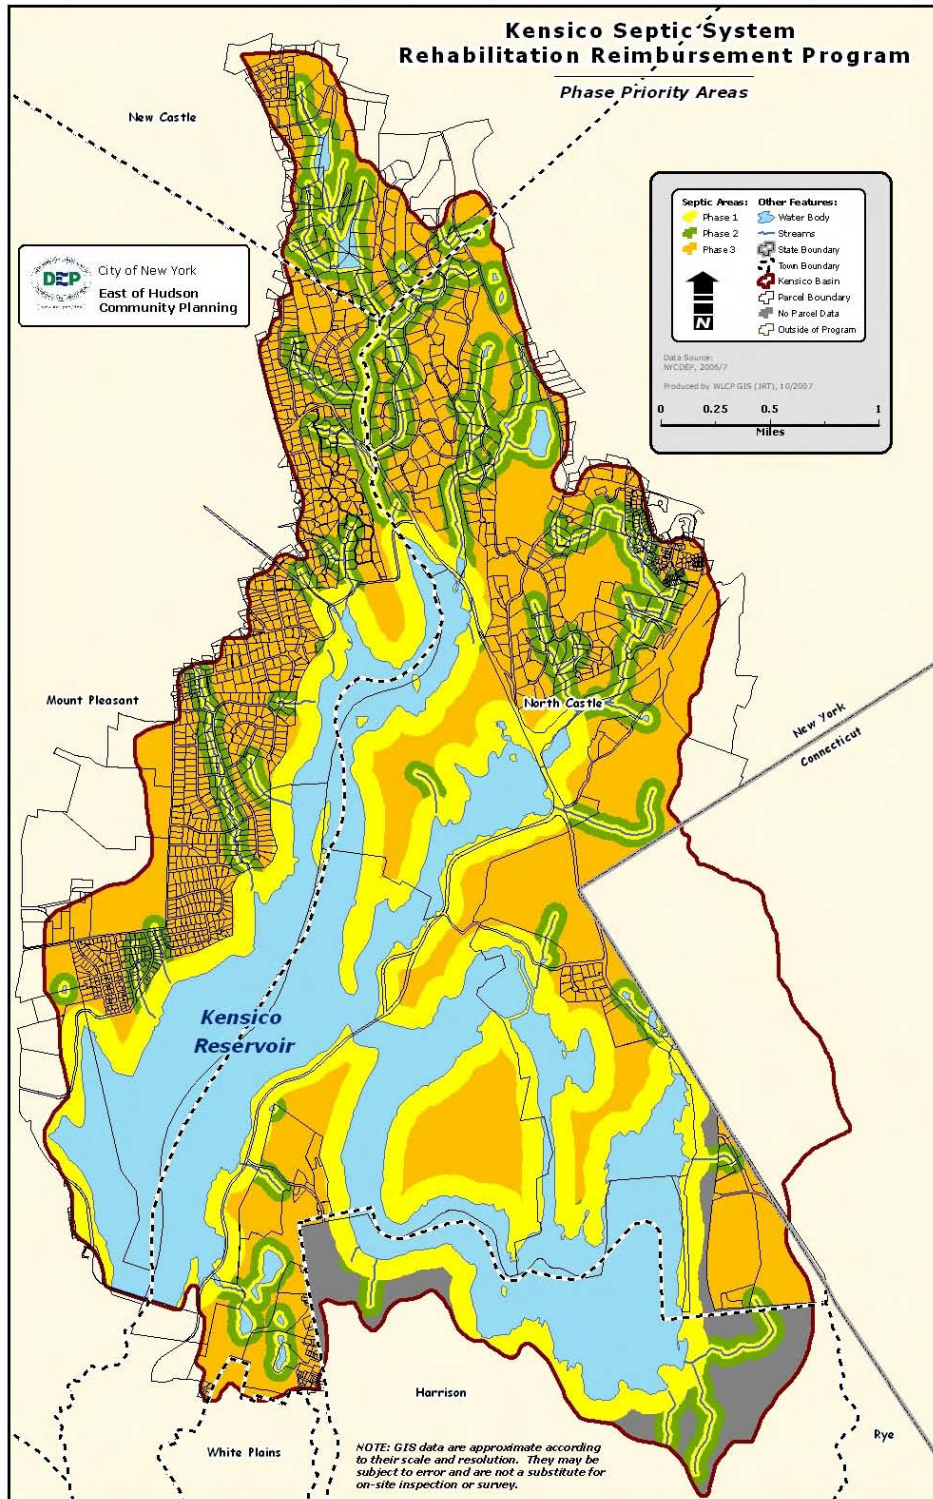 Kensico Septic System
Rehabilitation Reimbursement Program
Phase Priority Areas
New Castle
DEP
City of New York
East of Hudson
Community Planning
Septic Areas:
Phase 1
Phase 2
Phase 3
Other Features:
Water Body
Streams
State Boundary
Town Boundary
Kensico Basin
Parcel Boundary
No Parcel Data
Outside of Program
N
Data Source:
NYCDEP, 2006/7
Produced by WLCP GIS (JRT), 10/2007
0 0.25 0.5 1
Miles
Mount Pleasant
North Castle
New York
Connecticut
Kensico
Reservoir
Harrison
White Plains
Rye
NOTE: GIS data are approximate according
to their scale and resolution. They may be
subject to error and are not a substitute for
on-site inspection or survey.